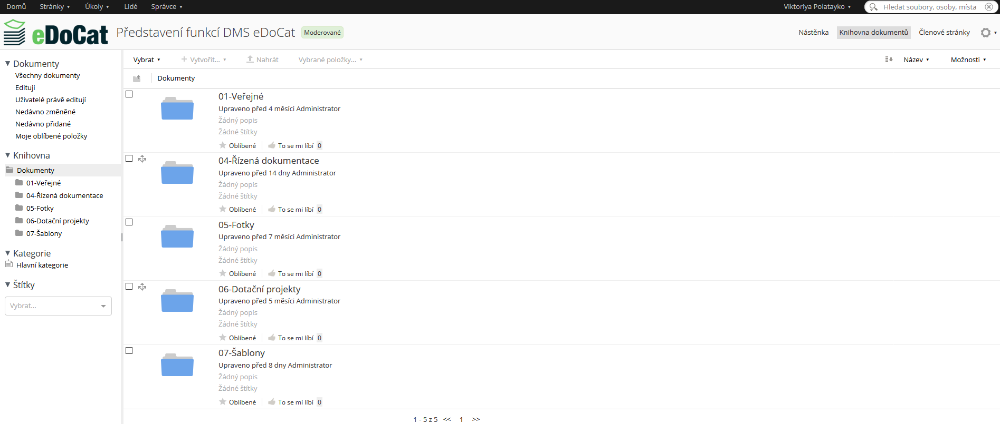 Domů Stránky Úkoly Lidé Správce Viktoriya Polatayko Hledat soubory, osoby, místa
eDoCat Představení funkcí DMS eDoCat Moderované Nástěnka Knihovna dokumentů Členové stránky
Vybrat Vytvořit... Nahrát Vybrané položky... Název Možnosti
Dokumenty
Dokumenty
Všechny dokumenty
Edituji
Uživatelé právě editují
Nedávno změněné
Nedávno přidané
Moje oblíbené položky
Knihovna
Dokumenty
01-Veřejné
04-Řízená dokumentace
05-Fotky
06-Dotační projekty
07-Šablony
Kategorie
Hlavní kategorie
Štítky
Vybrat...
01-Veřejné
Upraveno před 4 měsíci Administrator
Žádný popis
Žádné štítky
Oblíbené To se mi líbí 0
04-Řízená dokumentace
Upraveno před 14 dny Administrator
Žádný popis
Žádné štítky
Oblíbené To se mi líbí 0
05-Fotky
Upraveno před 7 měsíci Administrator
Žádný popis
Žádné štítky
Oblíbené To se mi líbí 0
06-Dotační projekty
Upraveno před 5 měsíci Administrator
Žádný popis
Žádné štítky
Oblíbené To se mi líbí 0
07-Šablony
Upraveno před 8 dny Administrator
Žádný popis
Žádné štítky
Oblíbené To se mi líbí 0
1 - 5 z 5 << 1 >>